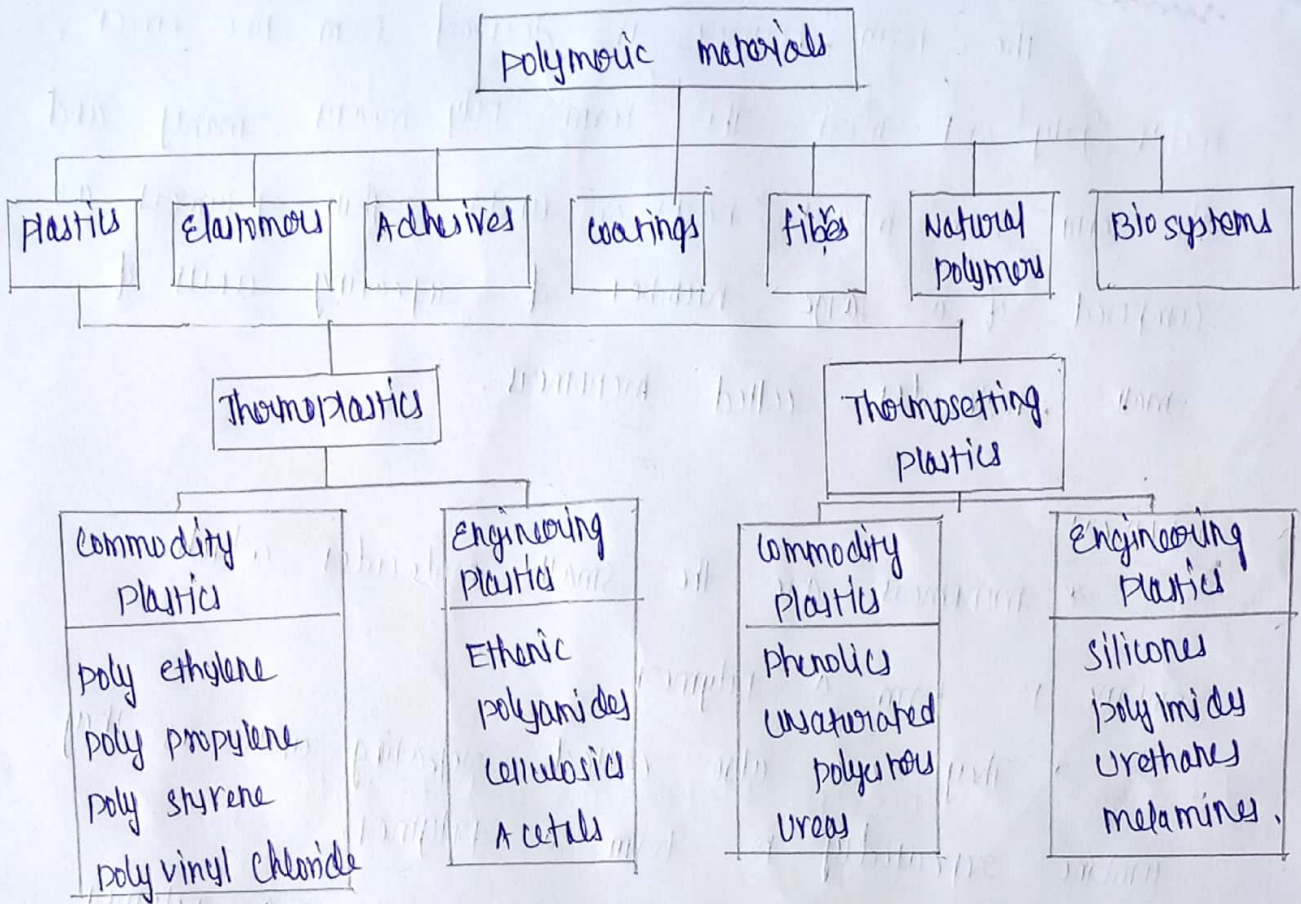 polymeric materials
Plastics
Elastomers
Adhesives
Coatings
fibres
Natural
polymers
Bio systems
Thermoplastics
Thermosetting
plastics
Commodity
plastics
poly ethylene
poly propylene
poly styrene
poly vinyl chloride
Engineering
plastics
Ethenic
polyamides
Cellulosics
Acetals
Commodity
plastics
phenolics
Unsaturated
polyesters
Ureas
Engineering
plastics
Silicones
polyimides
Urethanes
melamines.